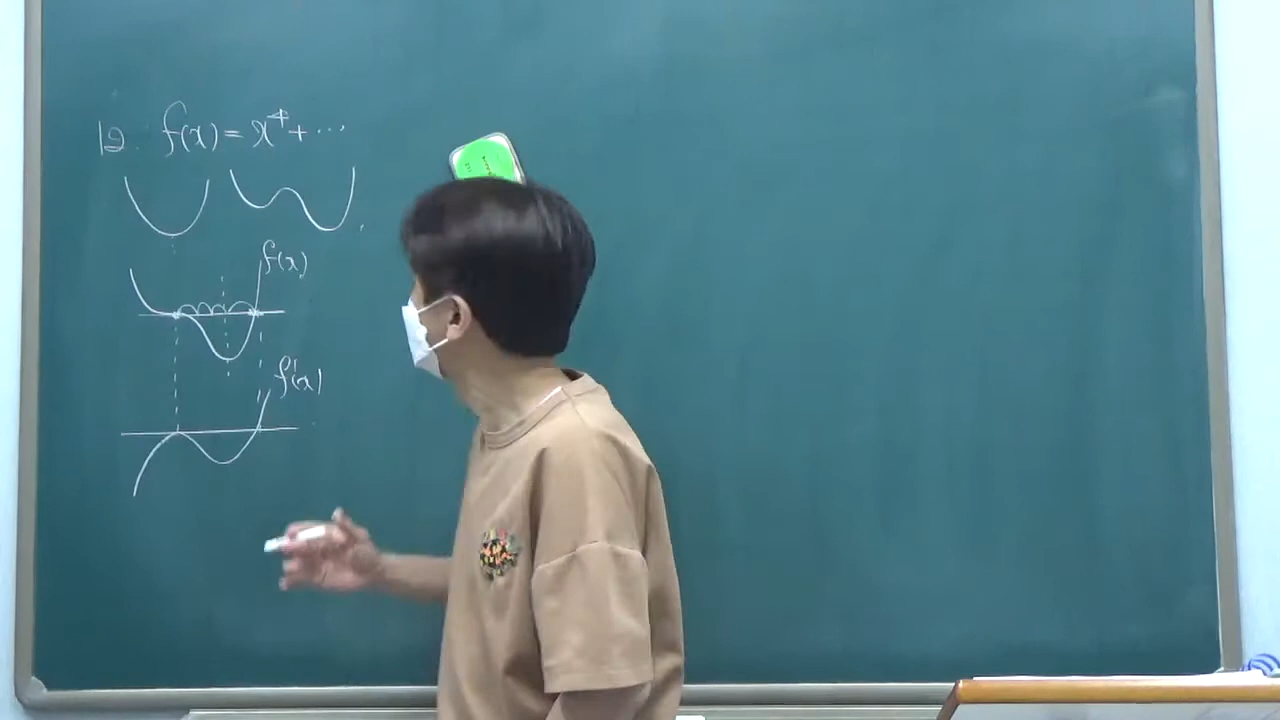 12. f(x) = x⁴ + ⋯
f(x)
f'(x)